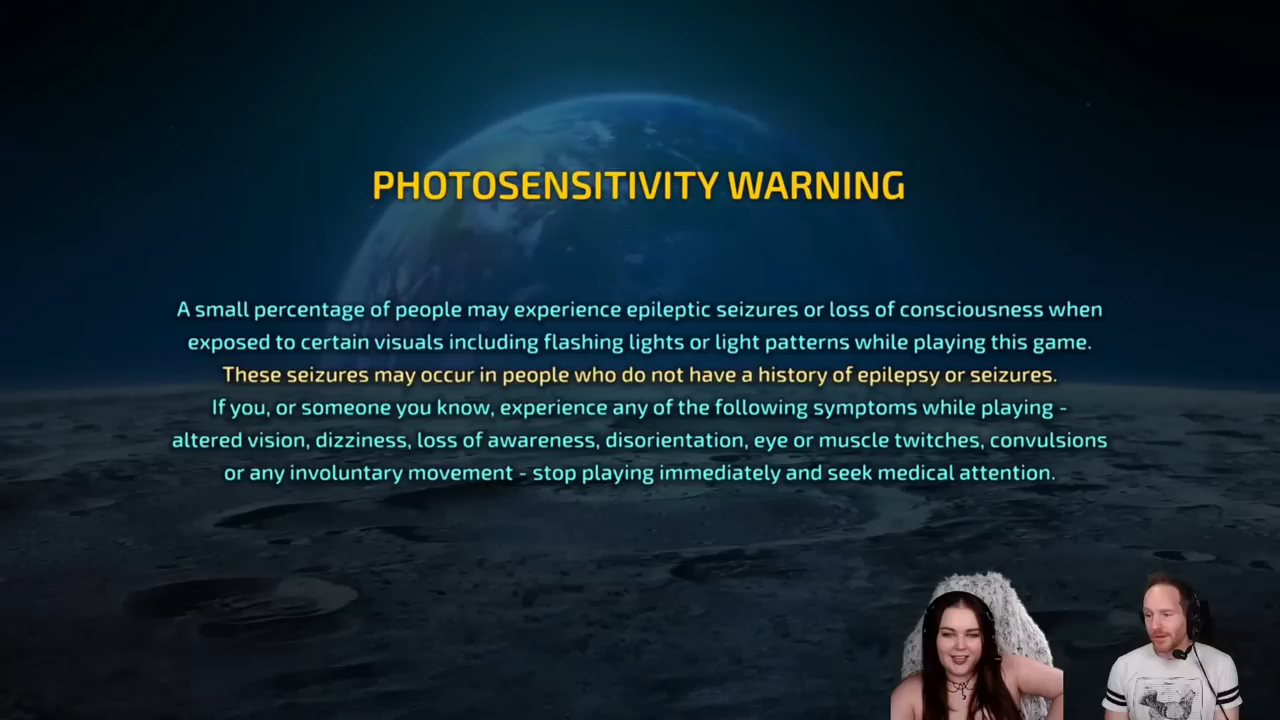 PHOTOSENSITIVITY WARNING
A small percentage of people may experience epileptic seizures or loss of consciousness when
exposed to certain visuals including flashing lights or light patterns while playing this game.
These seizures may occur in people who do not have a history of epilepsy or seizures.
If you, or someone you know, experience any of the following symptoms while playing -
altered vision, dizziness, loss of awareness, disorientation, eye or muscle twitches, convulsions
or any involuntary movement - stop playing immediately and seek medical attention.